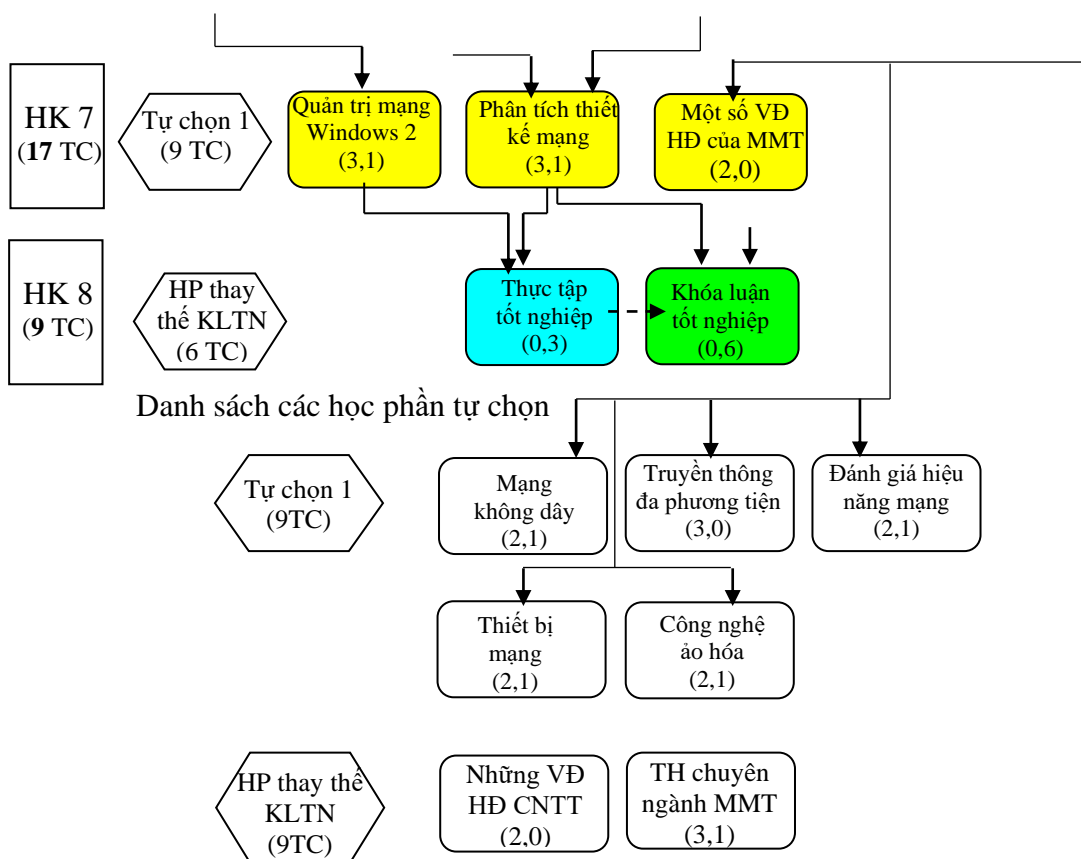 HK 7
(17 TC)
Tự chọn 1
(9 TC)
Quản trị mạng
Windows 2
(3,1)
Phân tích thiết
kế mạng
(3,1)
Một số VĐ
HĐ của MMT
(2,0)
HK 8
(9 TC)
HP thay
thế KLTN
(6 TC)
Thực tập
tốt nghiệp
(0,3)
Khóa luận
tốt nghiệp
(0,6)
Danh sách các học phần tự chọn
Tự chọn 1
(9TC)
Mạng
không dây
(2,1)
Truyền thông
đa phương tiện
(3,0)
Đánh giá hiệu
năng mạng
(2,1)
Thiết bị
mạng
(2,1)
Công nghệ
ảo hóa
(2,1)
HP thay thế
KLTN
(9TC)
Những VĐ
HĐ CNTT
(2,0)
TH chuyên
ngành MMT
(3,1)